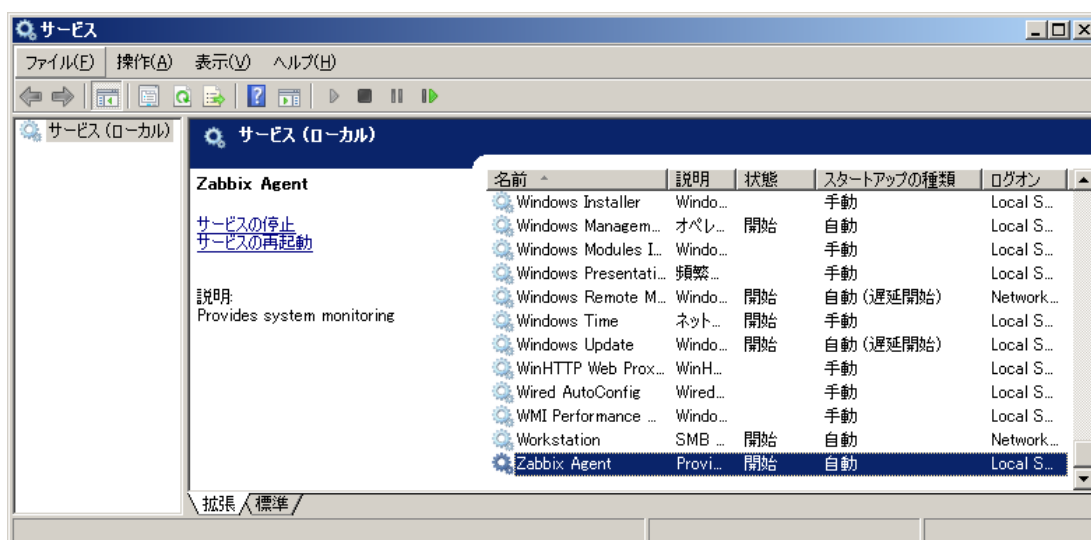 サービス
ファイル(F) 操作(A) 表示(V) ヘルプ(H)
サービス (ローカル)
サービス (ローカル)
Zabbix Agent
サービスの停止
サービスの再起動
説明:
Provides system monitoring
名前 説明 状態 スタートアップの種類 ログオン
Windows Installer Windo... 手動 Local S...
Windows Managem... オペレ... 開始 自動 Local S...
Windows Modules I... Windo... 手動 Local S...
Windows Presentati... 頻繁... 手動 Local S...
Windows Remote M... Windo... 開始 自動 (遅延開始) Network...
Windows Time ネット... 開始 手動 Local S...
Windows Update Windo... 開始 自動 (遅延開始) Local S...
WinHTTP Web Prox... WinH... 手動 Local S...
Wired AutoConfig Wired... 手動 Local S...
WMI Performance ... Windo... 手動 Local S...
Workstation SMB ... 開始 自動 Network...
Zabbix Agent Provi... 開始 自動 Local S...
拡張 標準